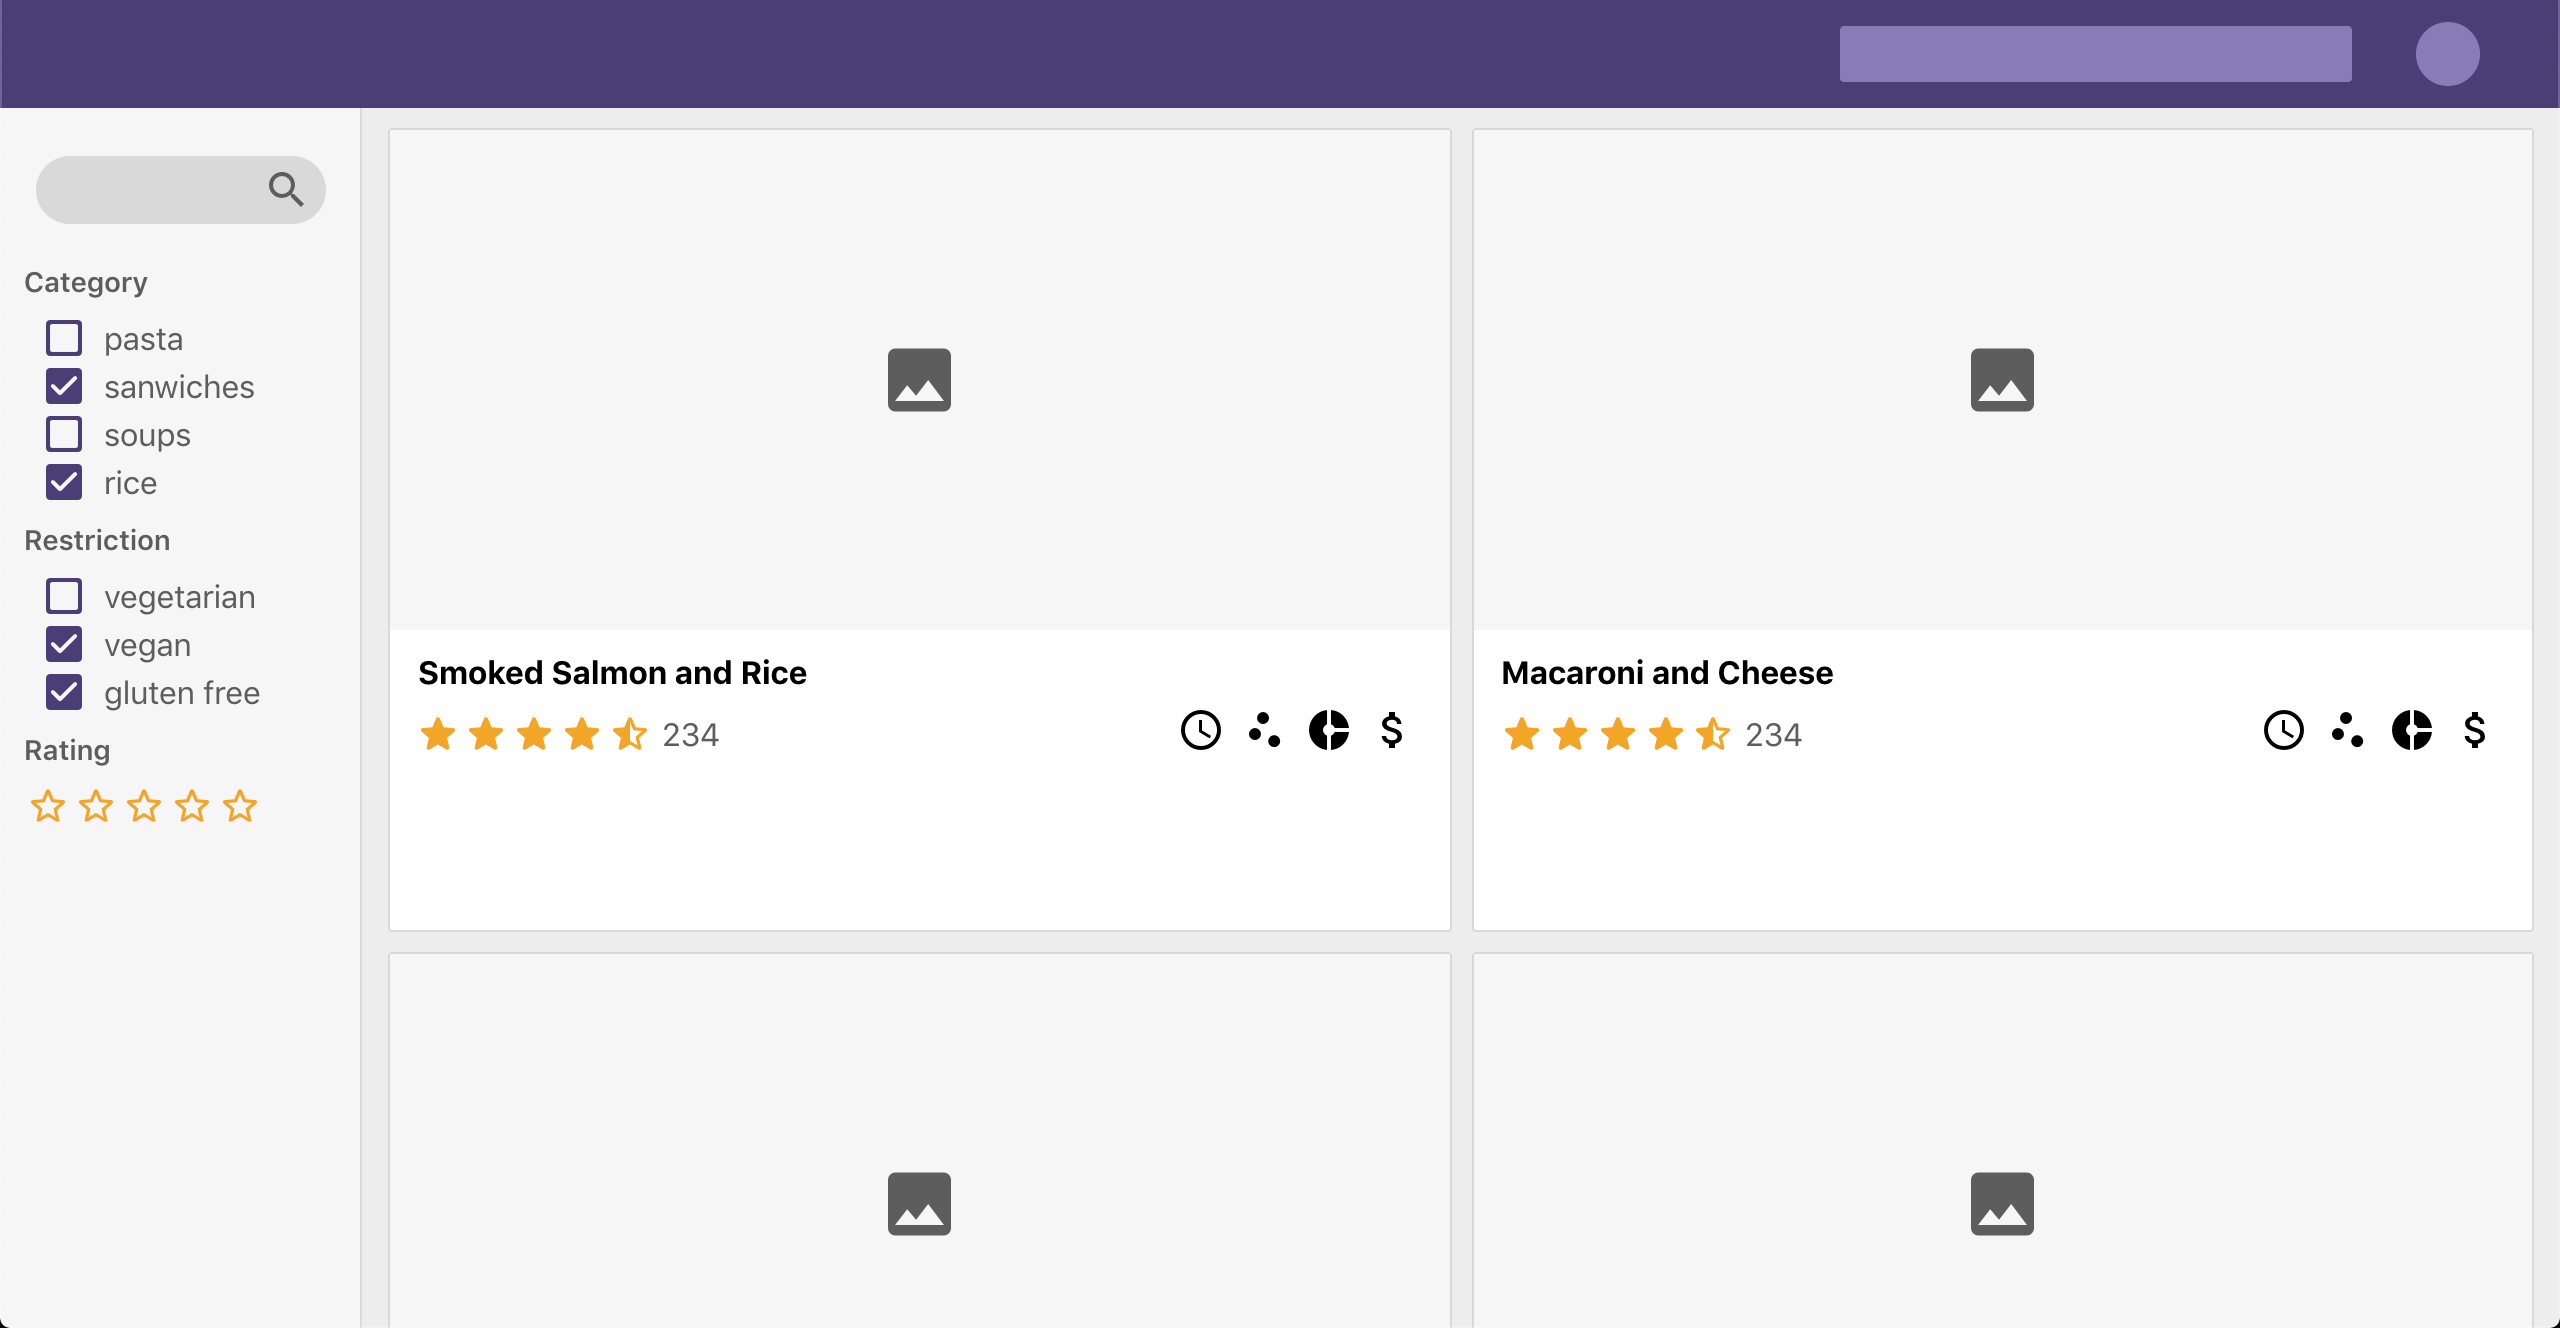 Category
pasta
sanwiches
soups
rice
Restriction
vegetarian
vegan
gluten free
Rating
Smoked Salmon and Rice
234
$
Macaroni and Cheese
234
$